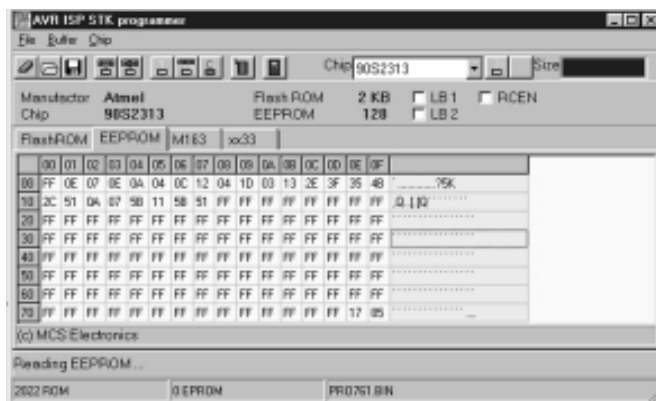 AVR ISP STK programmer
File Buffer Chip
Chip 90S2313 Size
Manufactor Atmel Flash ROM 2 KB LB1 RCEN
Chip 90S2313 EEPROM 128 LB2
FlashROM EEPROM M163 xx33
00 01 02 03 04 05 06 07 08 09 0A 0B 0C 0D 0E 0F
00 FF 0E 07 0E 0A 04 0C 12 04 1D 03 13 2E 3F 35 4B ?5K
10 2C 51 0A 07 5B 11 5B 51 FF FF FF FF FF FF FF FF
20 FF FF FF FF FF FF FF FF FF FF FF FF FF FF FF FF
30 FF FF FF FF FF FF FF FF FF FF FF FF FF FF FF FF
40 FF FF FF FF FF FF FF FF FF FF FF FF FF FF FF FF
50 FF FF FF FF FF FF FF FF FF FF FF FF FF FF FF FF
60 FF FF FF FF FF FF FF FF FF FF FF FF FF FF FF FF
70 FF FF FF FF FF FF FF FF FF FF FF FF FF FF 17 05
(c) MCS Electronics
Reading EEPROM...
2022 ROM 0 EPROM PRO761.BIN